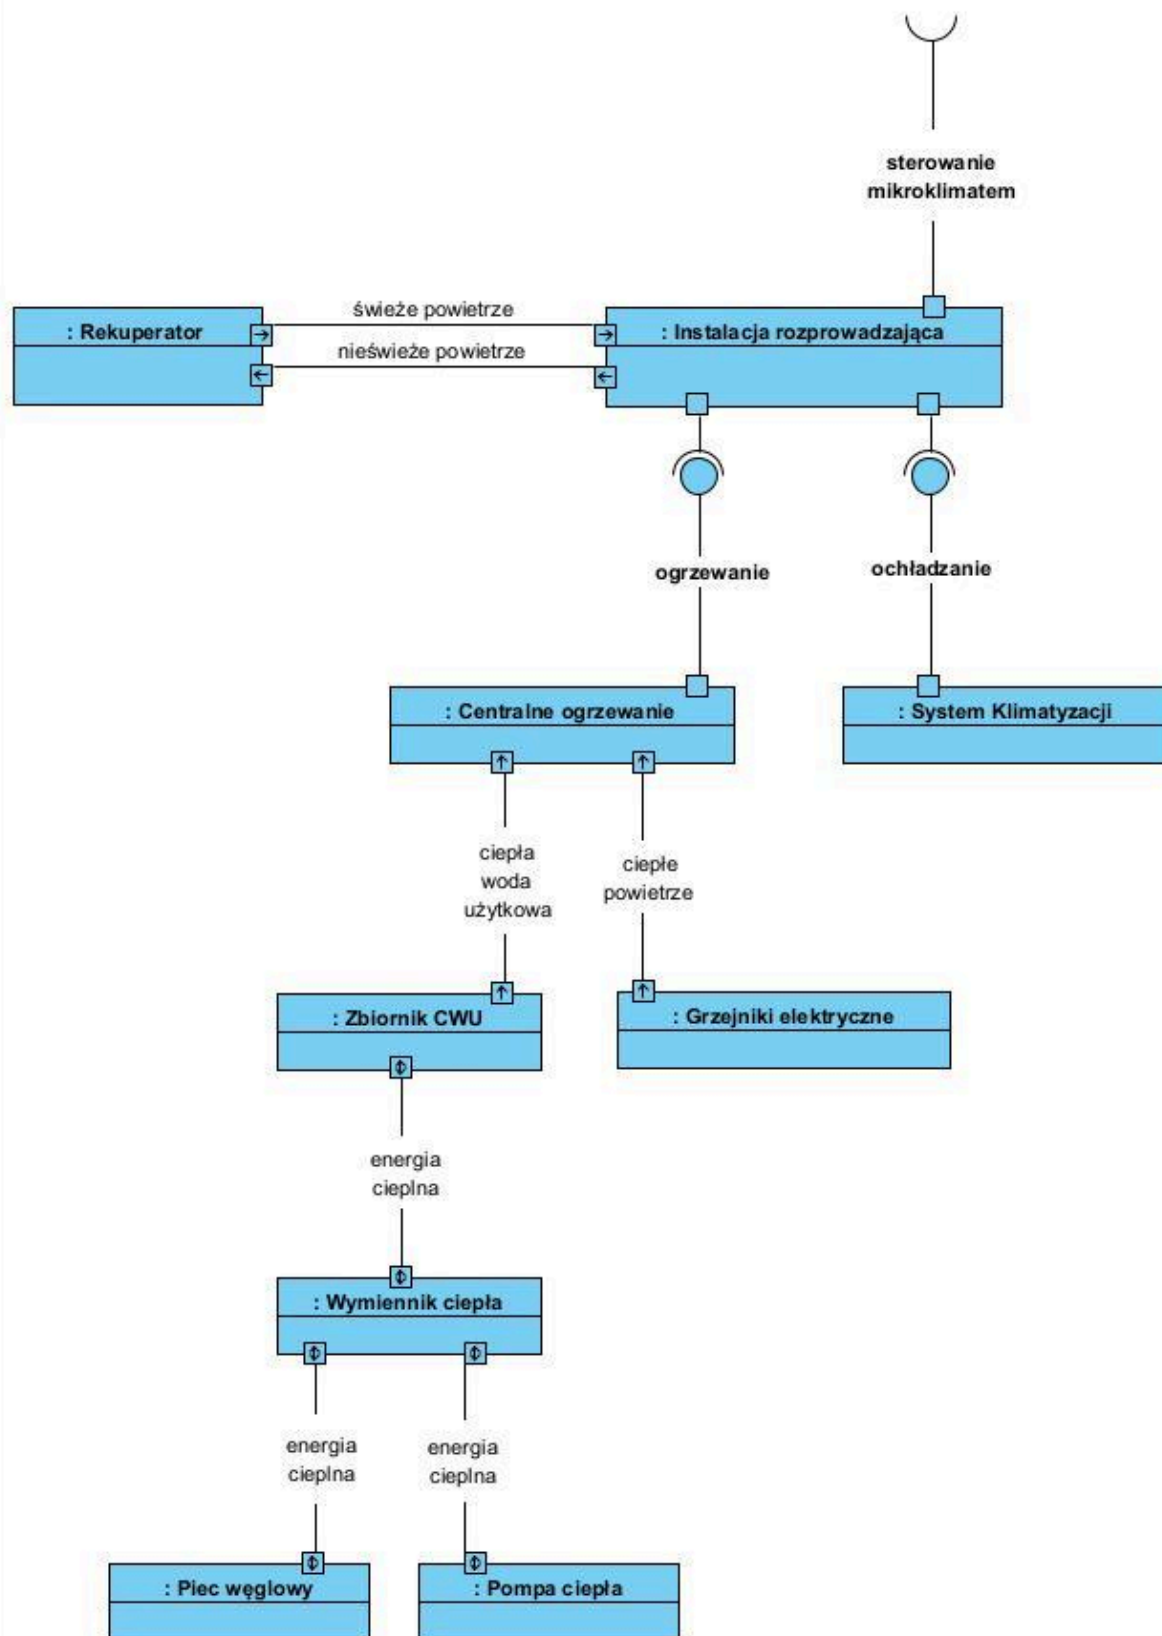 sterowanie
mikroklimatem
świeże powietrze
: Rekuperator
: Instalacja rozprowadzająca
nieświeże powietrze
ogrzewanie
ochładzanie
: Centralne ogrzewanie
: System Klimatyzacji
ciepła
woda
użytkowa
ciepłe
powietrze
: Zbiornik CWU
: Grzejniki elektryczne
energia
cieplna
: Wymiennik ciepła
energia
cieplna
energia
cieplna
: Piec węglowy
: Pompa ciepła